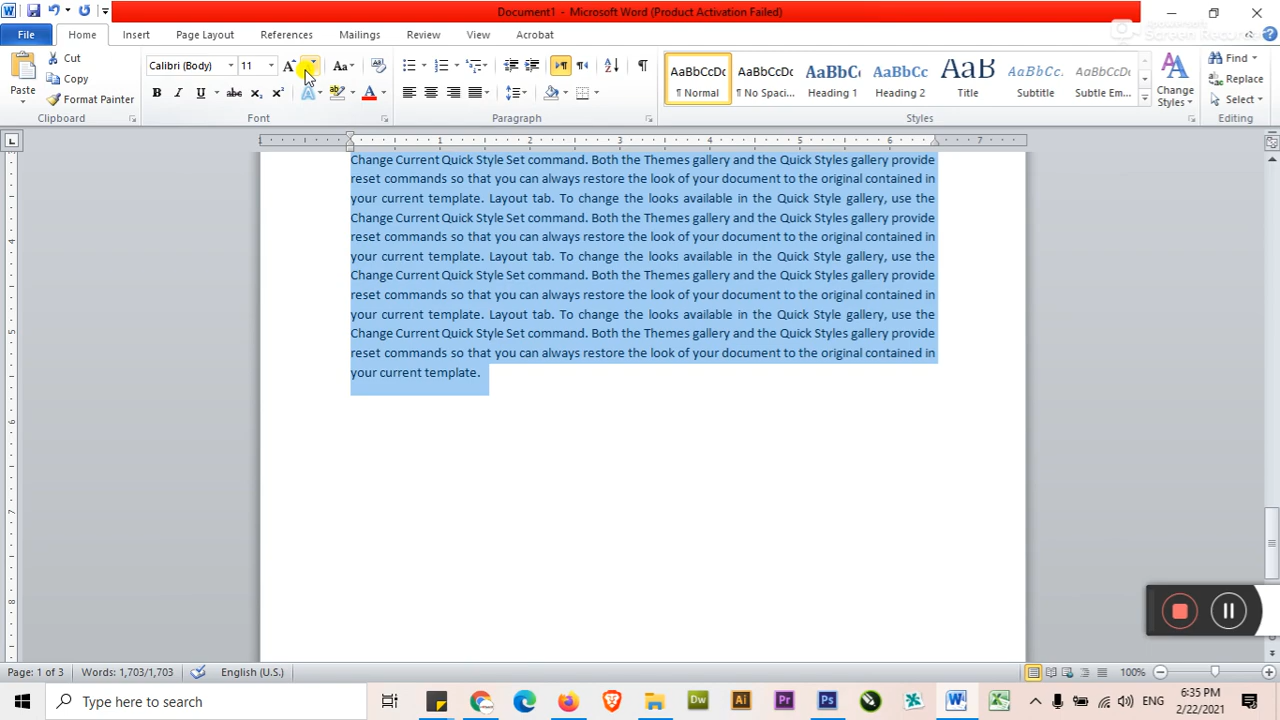 Document1 - Microsoft Word (Product Activation Failed)
File Home Insert Page Layout References Mailings Review View Acrobat
Calibri (Body) 11
Paste Cut Copy Format Painter
AaBbCcDc AaBbCcDc AaBbCc AaBbCc AaB AaBbCc. AaBbCcDc
¶ Normal ¶ No Spaci... Heading 1 Heading 2 Title Subtitle Subtle Em...
Change Styles
Find
Replace
Select
Clipboard Font Paragraph Styles Editing
1 1 2 3 4 5 6 7
Change Current Quick Style Set command. Both the Themes gallery and the Quick Styles gallery provide
reset commands so that you can always restore the look of your document to the original contained in
your current template. Layout tab. To change the looks available in the Quick Style gallery, use the
Change Current Quick Style Set command. Both the Themes gallery and the Quick Styles gallery provide
reset commands so that you can always restore the look of your document to the original contained in
your current template. Layout tab. To change the looks available in the Quick Style gallery, use the
Change Current Quick Style Set command. Both the Themes gallery and the Quick Styles gallery provide
reset commands so that you can always restore the look of your document to the original contained in
your current template. Layout tab. To change the looks available in the Quick Style gallery, use the
Change Current Quick Style Set command. Both the Themes gallery and the Quick Styles gallery provide
reset commands so that you can always restore the look of your document to the original contained in
your current template.
Page: 1 of 3 Words: 1,703/1,703 English (U.S.) 100%
Type here to search
ENG
6:35 PM
2/22/2021